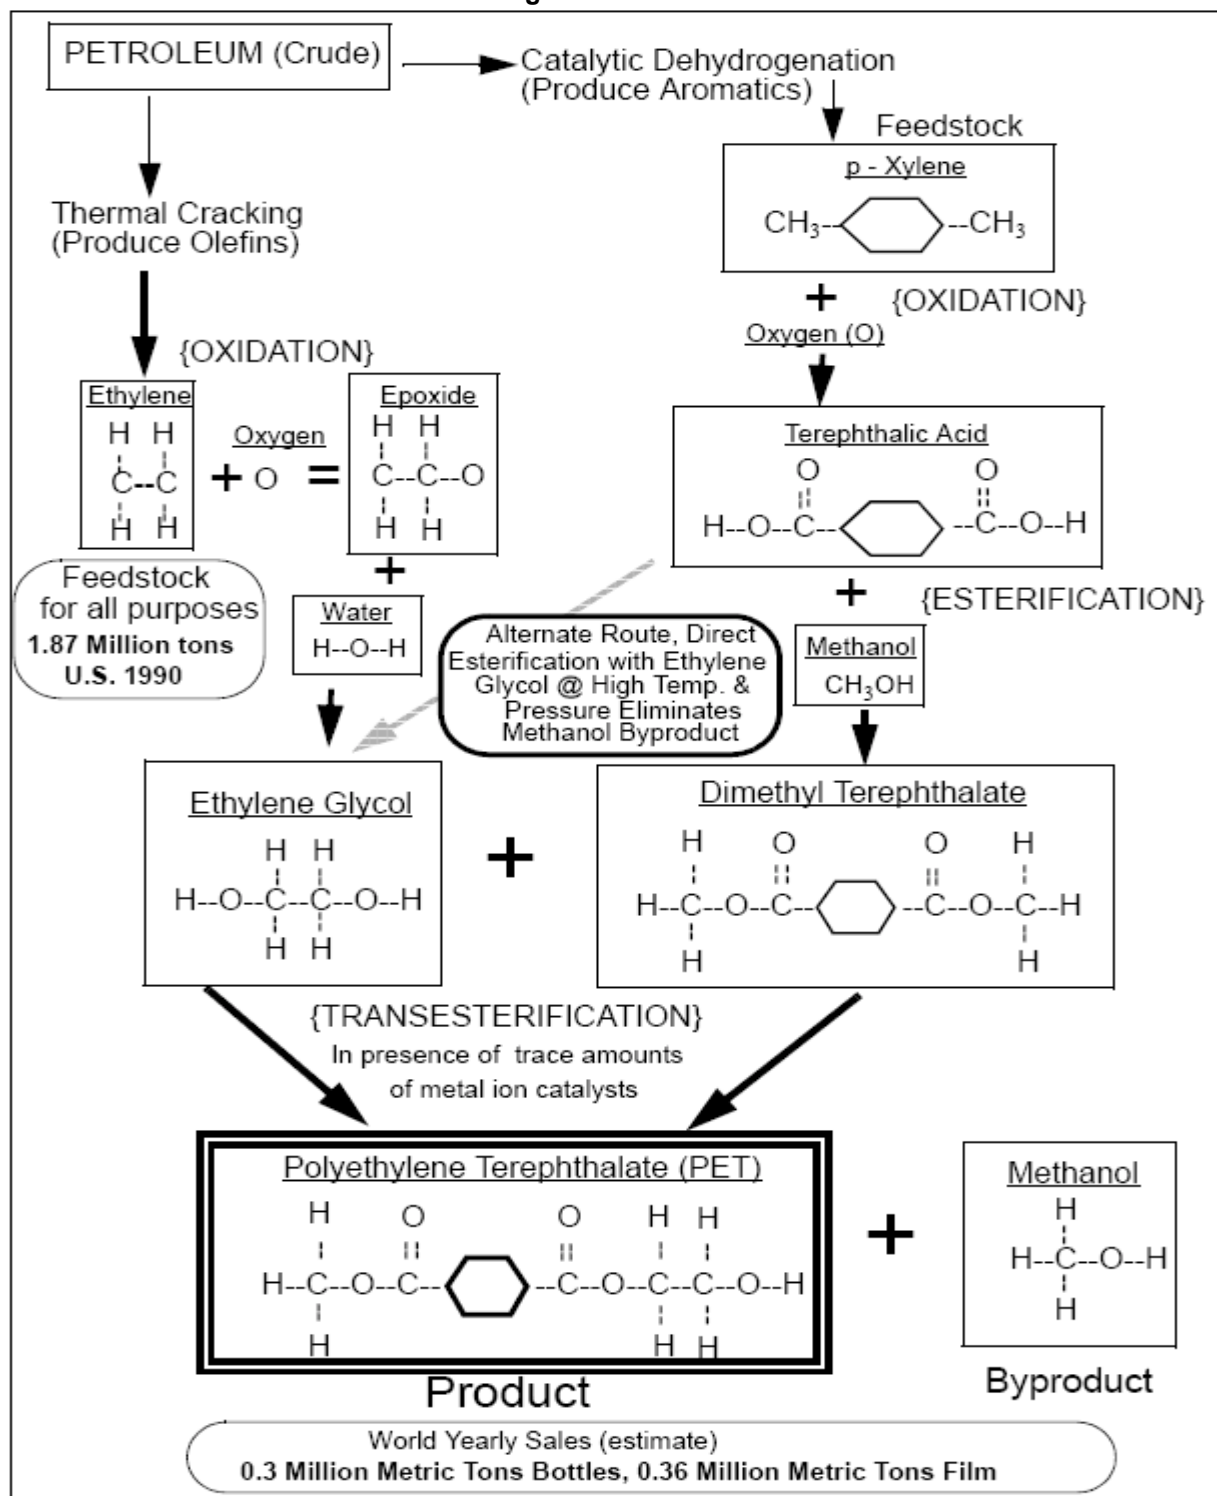 PETROLEUM (Crude)
Catalytic Dehydrogenation
(Produce Aromatics)
Feedstock
p - Xylene
CH3-- --CH3
+
{OXIDATION}
Oxygen (O)
Thermal Cracking
(Produce Olefins)
{OXIDATION}
Ethylene
H H
C--C
H H
+
Oxygen
O
=
Epoxide
H H
C--C--O
H H
Feedstock
for all purposes
1.87 Million tons
U.S. 1990
+
Water
H--O--H
Terephthalic Acid
O O
H--O--C-- --C--O--H
+
{ESTERIFICATION}
Methanol
CH3OH
Alternate Route, Direct
Esterification with Ethylene
Glycol @ High Temp. &
Pressure Eliminates
Methanol Byproduct
Ethylene Glycol
H H
H--O--C--C--O--H
H H
+
Dimethyl Terephthalate
H O O H
H--C--O--C-- --C--O--C--H
H H
{TRANSESTERIFICATION}
In presence of trace amounts
of metal ion catalysts
Polyethylene Terephthalate (PET)
H O O H H
H--C--O--C-- --C--O--C--C--O--H
H H H
Product
+
Methanol
H
H--C--O--H
H
Byproduct
World Yearly Sales (estimate)
0.3 Million Metric Tons Bottles, 0.36 Million Metric Tons Film